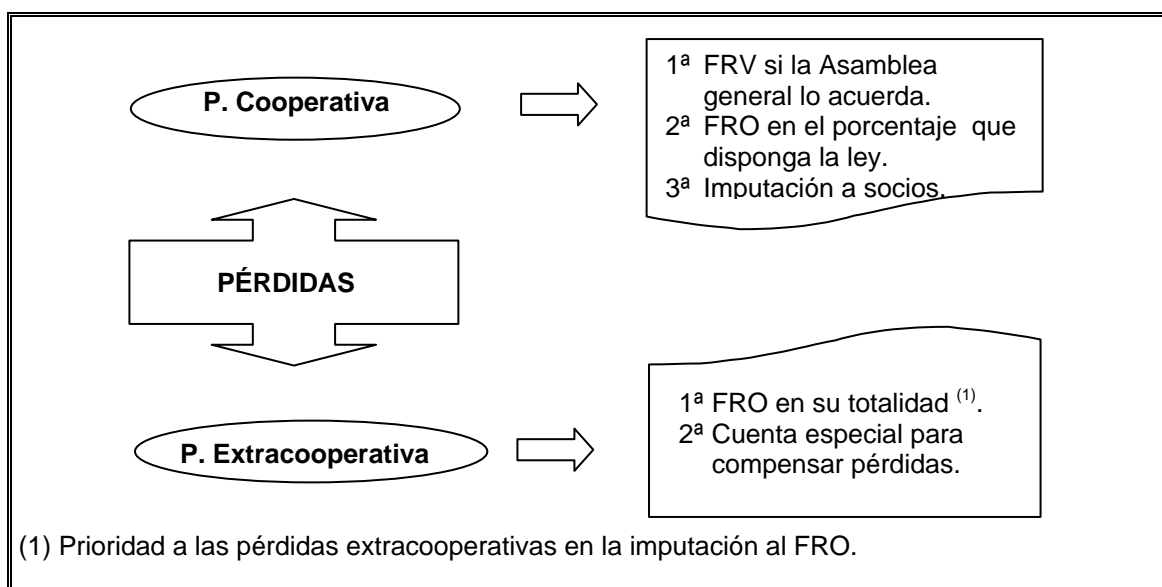 P. Cooperativa
1ª FRV si la Asamblea
general lo acuerda.
2ª FRO en el porcentaje que
disponga la ley.
3ª Imputación a socios.
PÉRDIDAS
P. Extracooperativa
1ª FRO en su totalidad (1).
2ª Cuenta especial para
compensar pérdidas.
(1) Prioridad a las pérdidas extracooperativas en la imputación al FRO.